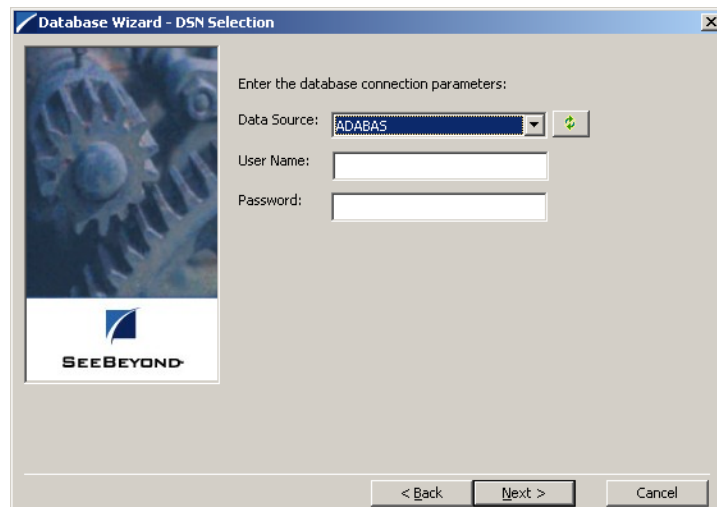 Database Wizard - DSN Selection
Enter the database connection parameters:
Data Source: ADABAS
User Name:
Password:
SEEBEYOND
< Back Next > Cancel